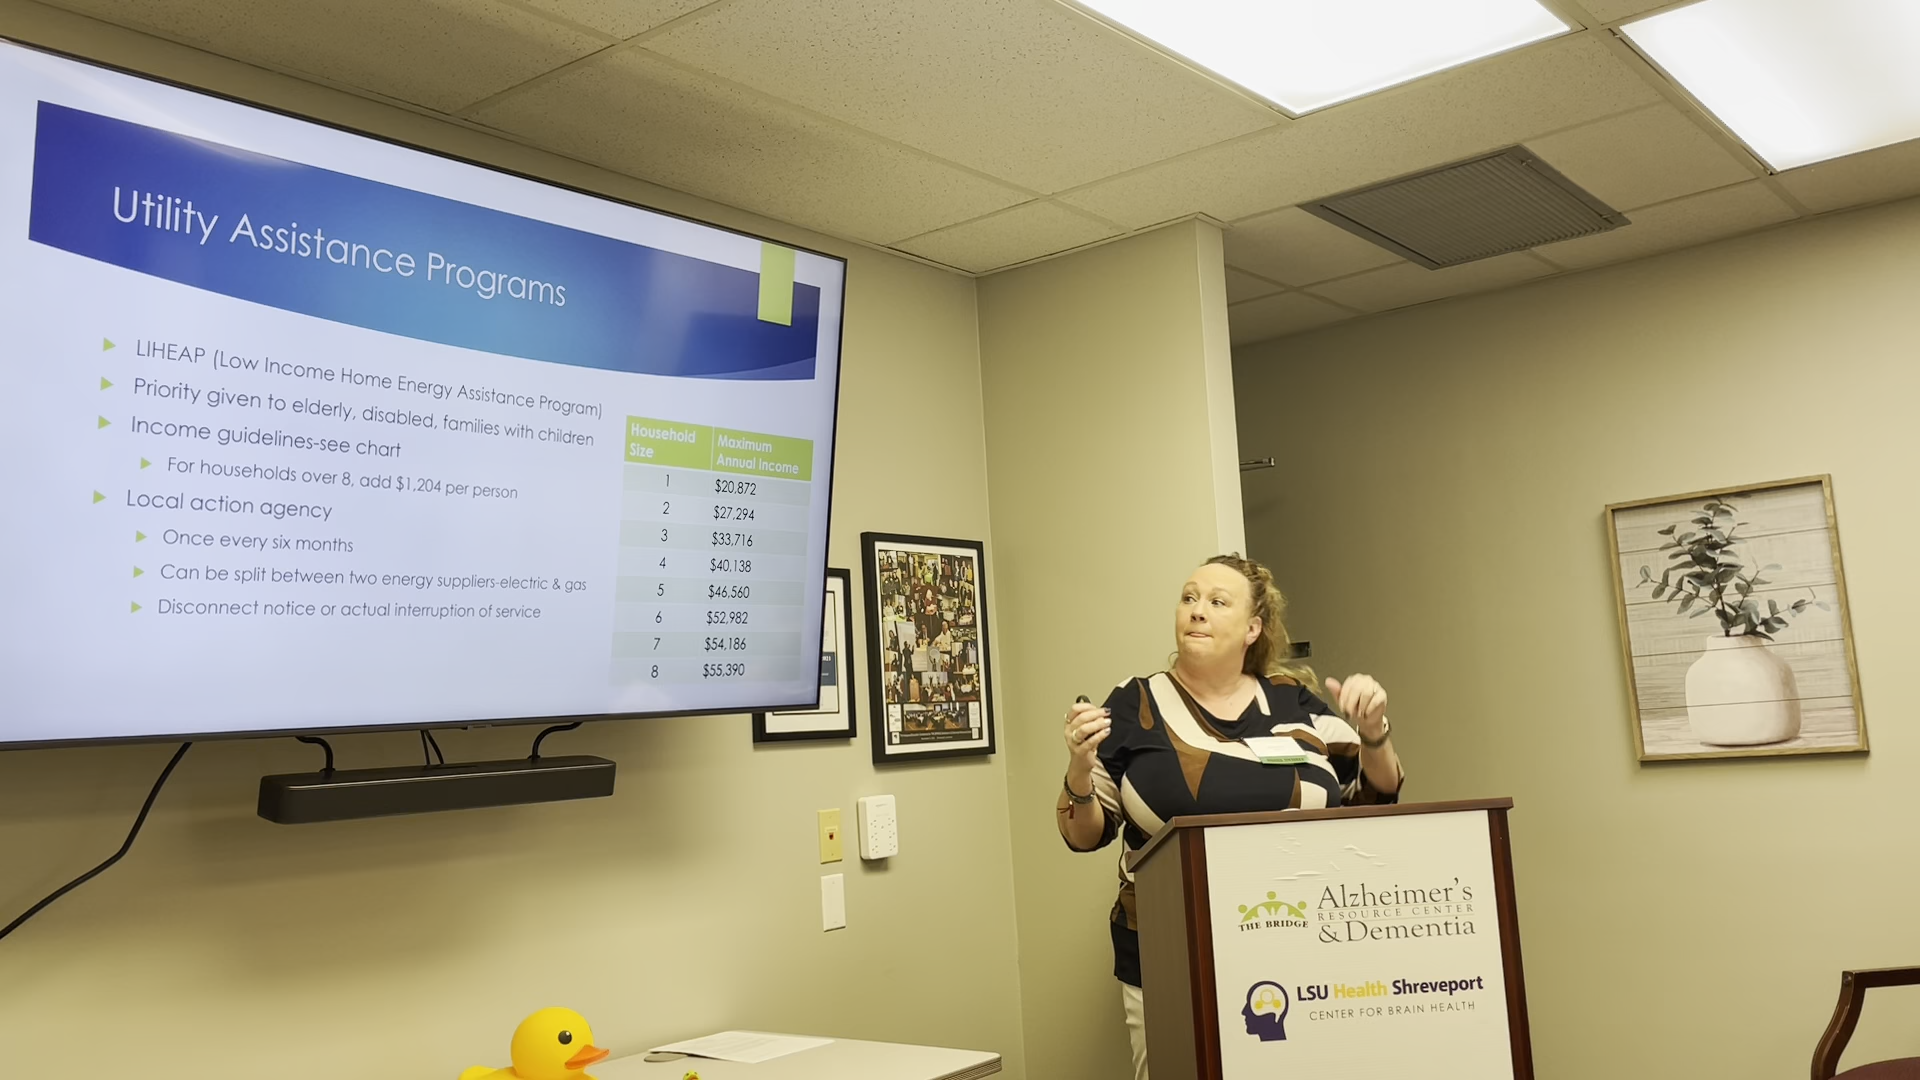 Utility Assistance Programs
LIHEAP (Low Income Home Energy Assistance Program)
Priority given to elderly, disabled, families with children
Income guidelines-see chart
For households over 8, add $1,204 per person
Local action agency
Once every six months
Can be split between two energy suppliers-electric & gas
Disconnect notice or actual interruption of service
Household Size Maximum Annual Income
1 $20,872
2 $27,294
3 $33,716
4 $40,138
5 $46,560
6 $52,982
7 $54,186
8 $55,390
THE BRIDGE
Alzheimer's
RESOURCE CENTER
& Dementia
LSU Health Shreveport
CENTER FOR BRAIN HEALTH